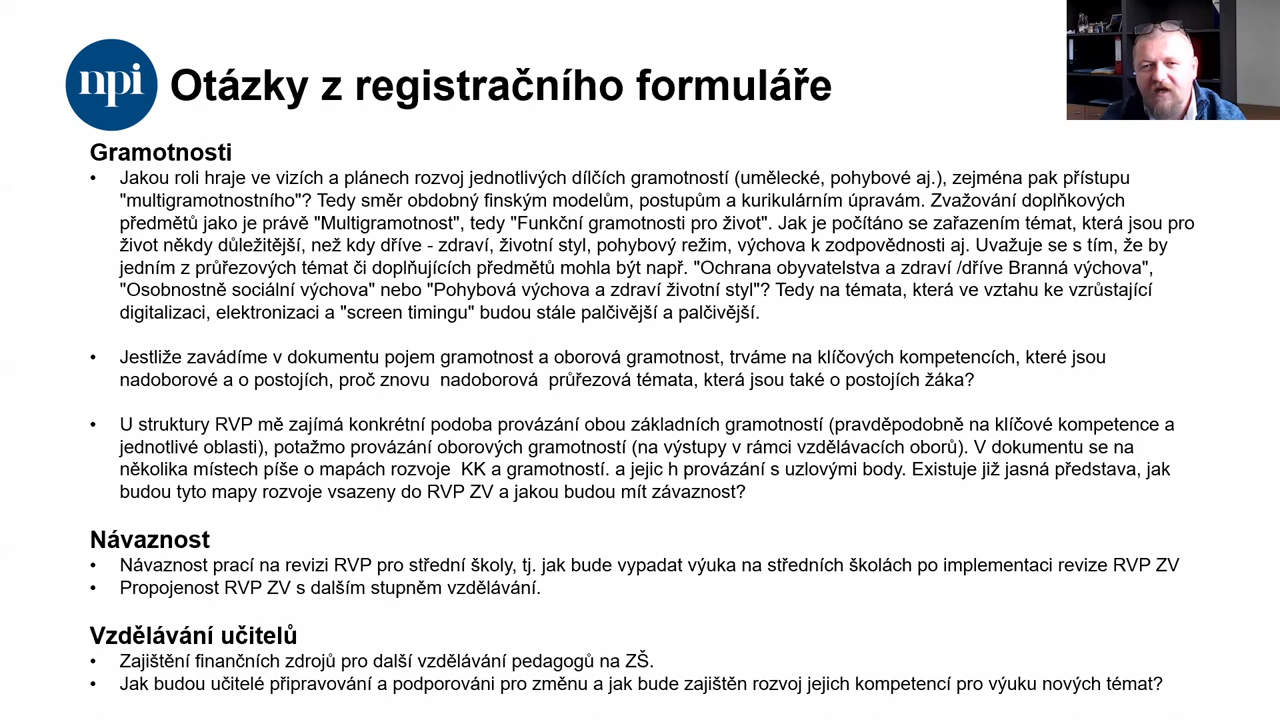 npi
Otázky z registračního formuláře
Gramotnosti
• Jakou roli hraje ve vizích a plánech rozvoj jednotlivých dílčích gramotností (umělecké, pohybové aj.), zejména pak přístupu
"multigramotnostního"? Tedy směr obdobný finským modelům, postupům a kurikulárním úpravám. Zvažování doplňkových
předmětů jako je právě "Multigramotnost", tedy "Funkční gramotnosti pro život". Jak je počítáno se zařazením témat, která jsou pro
život někdy důležitější, než kdy dříve - zdraví, životní styl, pohybový režim, výchova k zodpovědnosti aj. Uvažuje se s tím, že by
jedním z průřezových témat či doplňujících předmětů mohla být např. "Ochrana obyvatelstva a zdraví /dříve Branná výchova",
"Osobnostně sociální výchova" nebo "Pohybová výchova a zdraví životní styl"? Tedy na témata, která ve vztahu ke vzrůstající
digitalizaci, elektronizaci a "screen timingu" budou stále palčivější a palčivější.
• Jestliže zavádíme v dokumentu pojem gramotnost a oborová gramotnost, trváme na klíčových kompetencích, které jsou
nadoborové a o postojích, proč znovu  nadoborová  průřezová témata, která jsou také o postojích žáka?
• U struktury RVP mě zajímá konkrétní podoba provázání obou základních gramotností (pravděpodobně na klíčové kompetence a
jednotlivé oblasti), potažmo provázání oborových gramotností (na výstupy v rámci vzdělávacích oborů). V dokumentu se na
několika místech píše o mapách rozvoje  KK a gramotností. a jejic h provázání s uzlovými body. Existuje již jasná představa, jak
budou tyto mapy rozvoje vsazeny do RVP ZV a jakou budou mít závaznost?
Návaznost
• Návaznost prací na revizi RVP pro střední školy, tj. jak bude vypadat výuka na středních školách po implementaci revize RVP ZV
• Propojenost RVP ZV s dalším stupněm vzdělávání.
Vzdělávání učitelů
• Zajištění finančních zdrojů pro další vzdělávání pedagogů na ZŠ.
• Jak budou učitelé připravování a podporováni pro změnu a jak bude zajištěn rozvoj jejich kompetencí pro výuku nových témat?